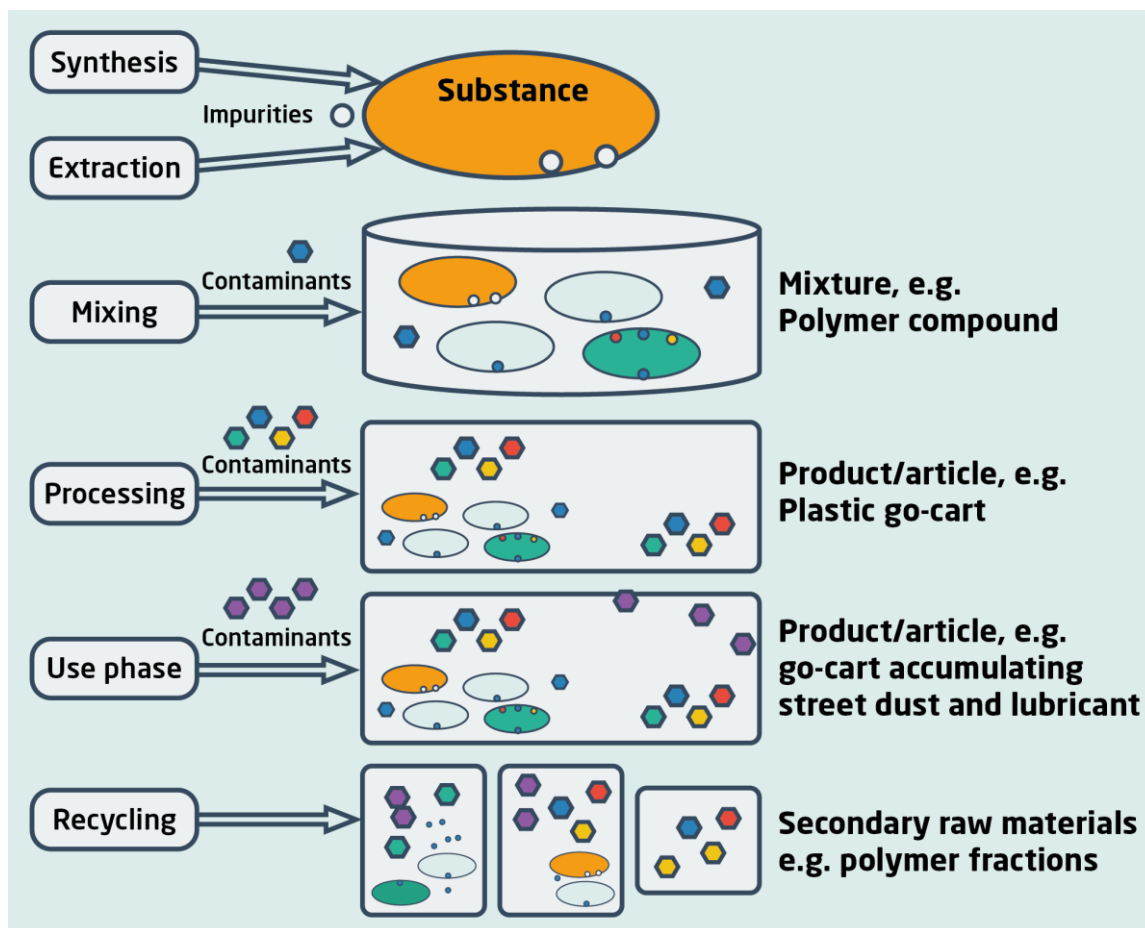 Synthesis
Substance
Impurities
Extraction
Contaminants
Mixing
Mixture, e.g.
Polymer compound
Contaminants
Processing
Product/article, e.g.
Plastic go-cart
Contaminants
Use phase
Product/article, e.g.
go-cart accumulating
street dust and lubricant
Recycling
Secondary raw materials
e.g. polymer fractions